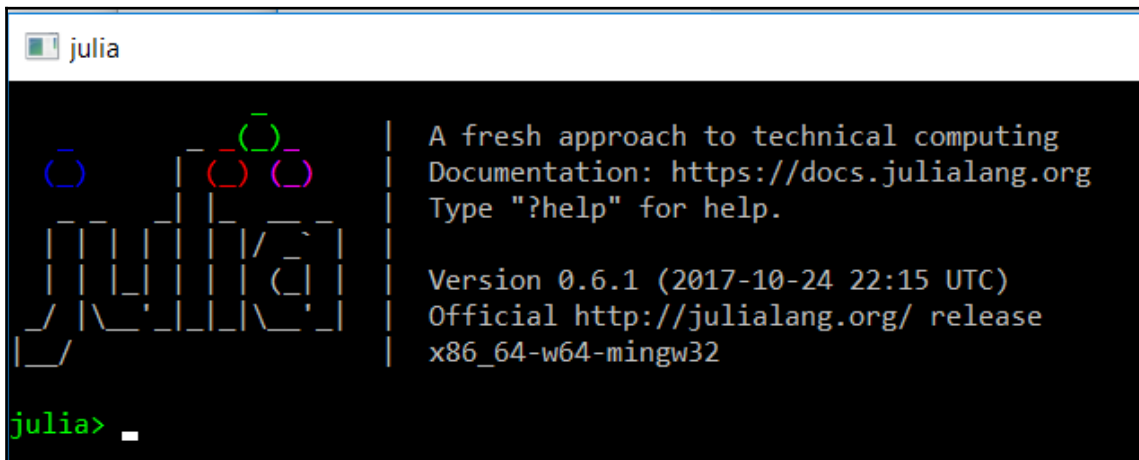 julia
A fresh approach to technical computing
Documentation: https://docs.julialang.org
Type "?help" for help.
Version 0.6.1 (2017-10-24 22:15 UTC)
Official http://julialang.org/ release
x86_64-w64-mingw32
julia>